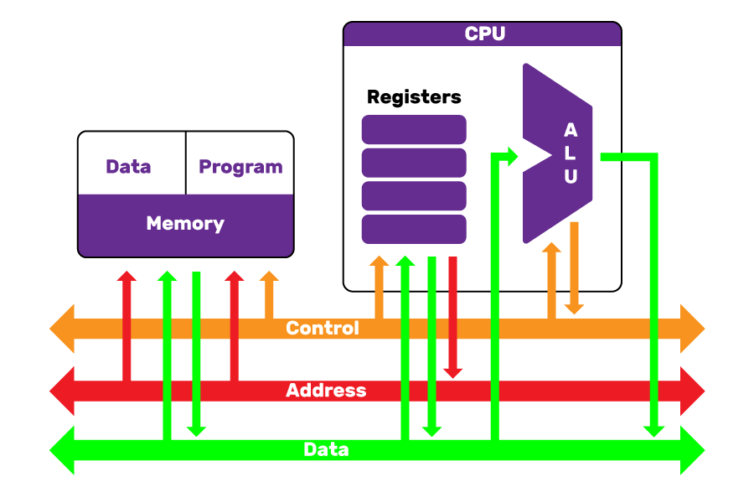 CPU
Registers
A
L
U
Data
Program
Memory
Control
Address
Data